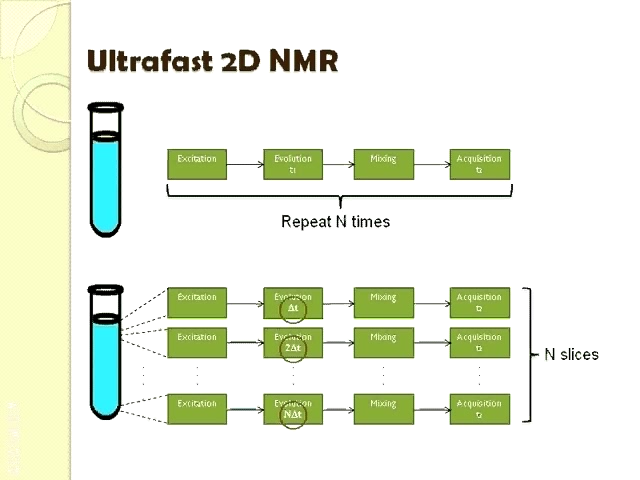 Ultrafast 2D NMR
Excitation
Evolution
t1
Mixing
Acquisition
t2
Repeat N times
Excitation
Evolution
Δt
Mixing
Acquisition
t2
Excitation
Evolution
2Δt
Mixing
Acquisition
t2
N slices
Excitation
Evolution
NΔt
Mixing
Acquisition
t2